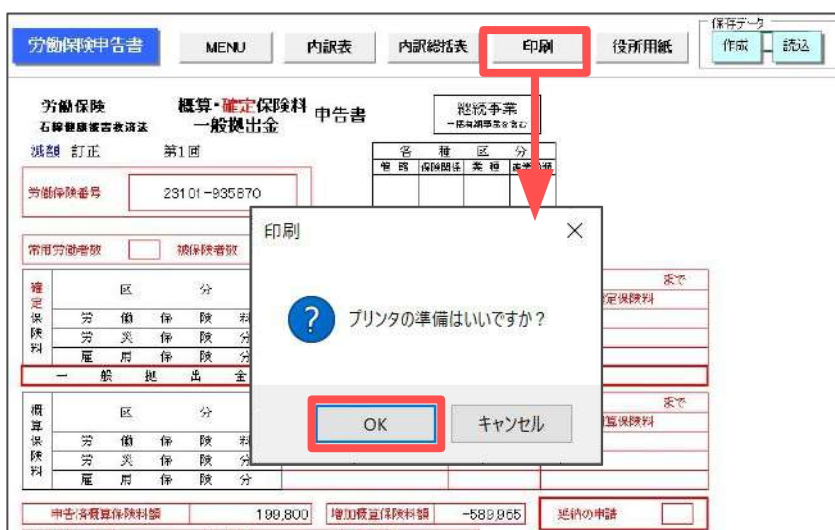 保存データ
労働保険申告書 MENU 内訳表 内訳総括表 印刷 役所用紙 作成 読込
労働保険 概算・確定保険料 申告書 継続事業
石綿健康被害救済法 一般拠出金 一括有期事業を含む
減額 訂正 第1回
各 種 区 分
管 轄 保険関係 業 種
労働保険番号 23101-935870
印刷
常用労働者数 被保険者数
プリンタの準備はいいですか？
OK キャンセル
確定保険料 区 分 まで
定保険料
労 働 保 険 料
労 災 保 険 分
雇 用 保 険 分
一 般 拠 出 金
概算保険料 区 分 まで
算保険料
労 働 保 険 料
労 災 保 険 分
雇 用 保 険 分
申告済概算保険料額 199,800 増加概算保険料額 -589,965 延納の申請